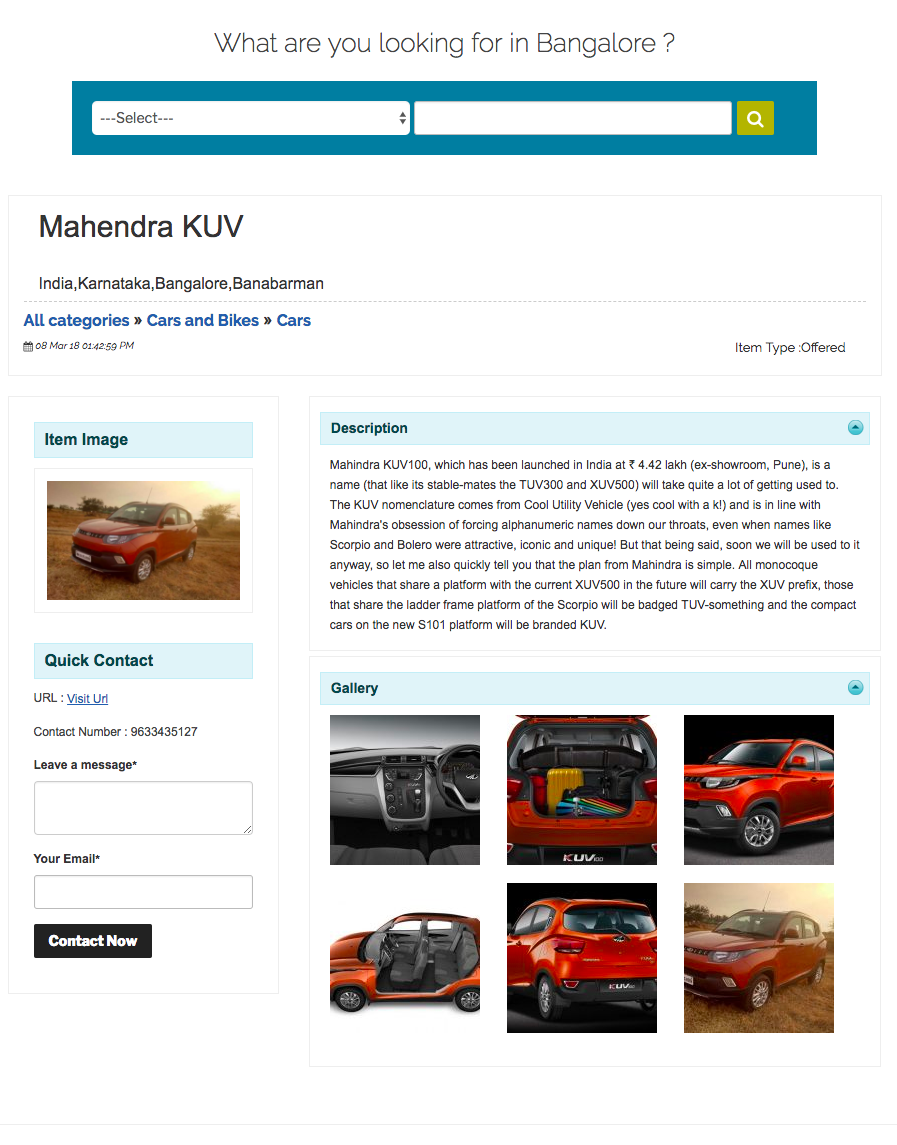 What are you looking for in Bangalore ?
---Select---
Mahendra KUV
India,Karnataka,Bangalore,Banabarman
All categories » Cars and Bikes » Cars
08 Mar 18 01:42:59 PM
Item Type :Offered
Item Image
Quick Contact
URL : Visit Url
Contact Number : 9633435127
Leave a message*
Your Email*
Contact Now
Description
Mahindra KUV100, which has been launched in India at ₹ 4.42 lakh (ex-showroom, Pune), is a
name (that like its stable-mates the TUV300 and XUV500) will take quite a lot of getting used to.
The KUV nomenclature comes from Cool Utility Vehicle (yes cool with a k!) and is in line with
Mahindra's obsession of forcing alphanumeric names down our throats, even when names like
Scorpio and Bolero were attractive, iconic and unique! But that being said, soon we will be used to it
anyway, so let me also quickly tell you that the plan from Mahindra is simple. All monocoque
vehicles that share a platform with the current XUV500 in the future will carry the XUV prefix, those
that share the ladder frame platform of the Scorpio will be badged TUV-something and the compact
cars on the new S101 platform will be branded KUV.
Gallery
KUV100
KUV100